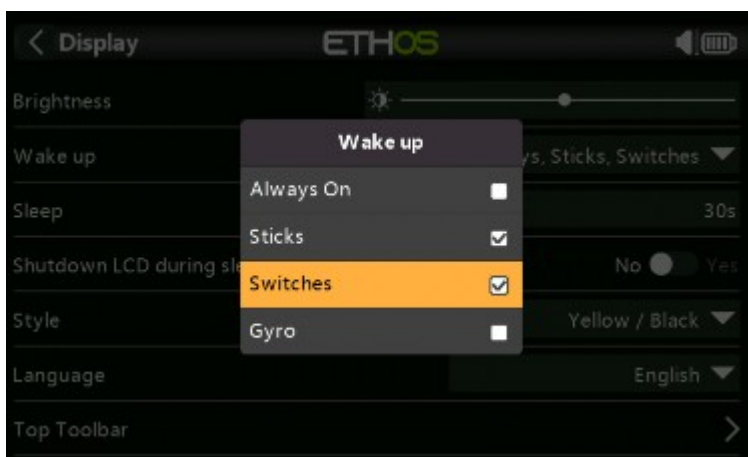 Display ETHOS
Brightness
Wake up
Wake up ys, Sticks, Switches
Always On
Sleep 30s
Sticks
Shutdown LCD during sle No Yes
Switches
Style Yellow / Black
Gyro
Language English
Top Toolbar